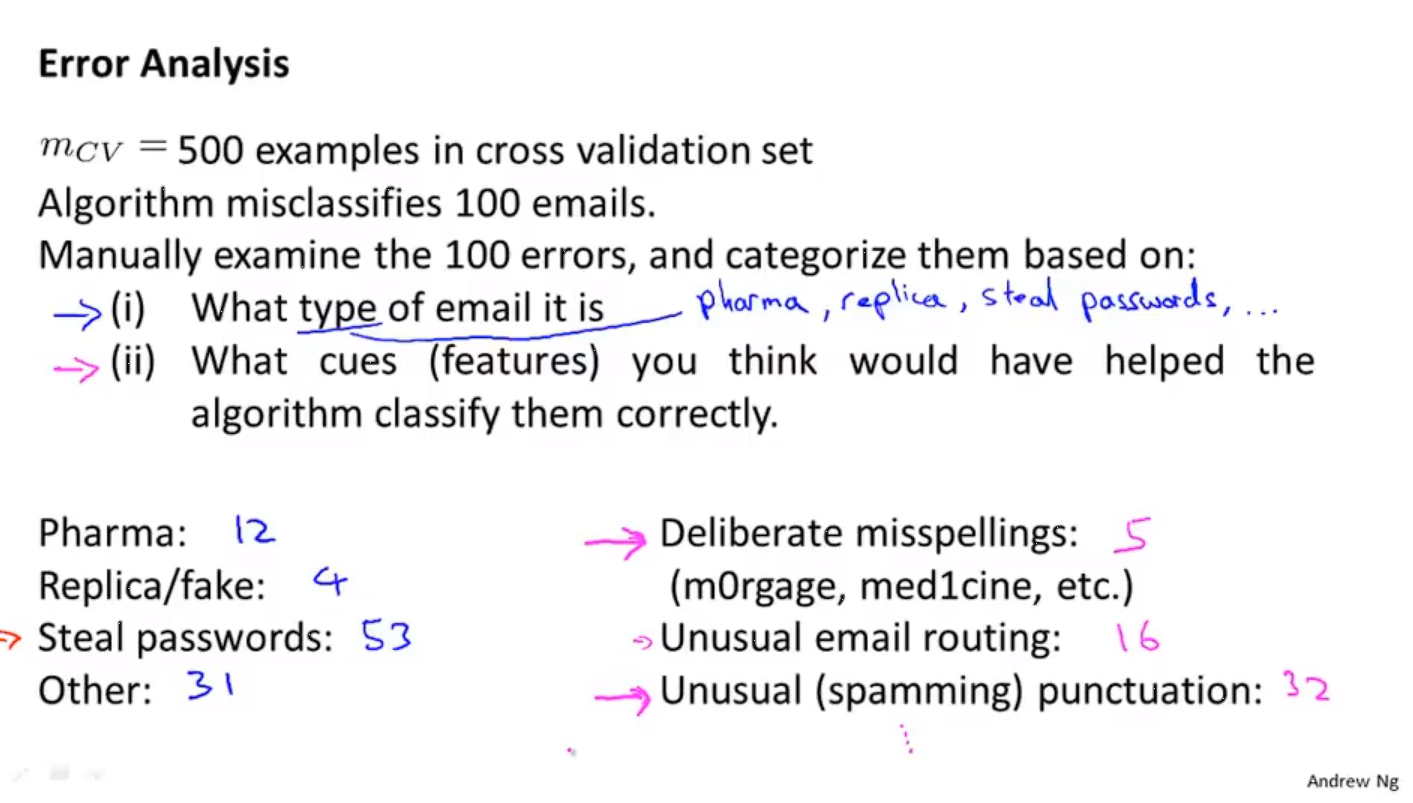 Error Analysis
m_CV = 500 examples in cross validation set
Algorithm misclassifies 100 emails.
Manually examine the 100 errors, and categorize them based on:
→ (i) What type of email it is pharma, replica, steal passwords, ...
→ (ii) What cues (features) you think would have helped the
algorithm classify them correctly.
Pharma: 12
Replica/fake: 4
→ Steal passwords: 53
Other: 31
→ Deliberate misspellings: 5
(m0rgage, med1cine, etc.)
→ Unusual email routing: 16
→ Unusual (spamming) punctuation: 32
Andrew Ng